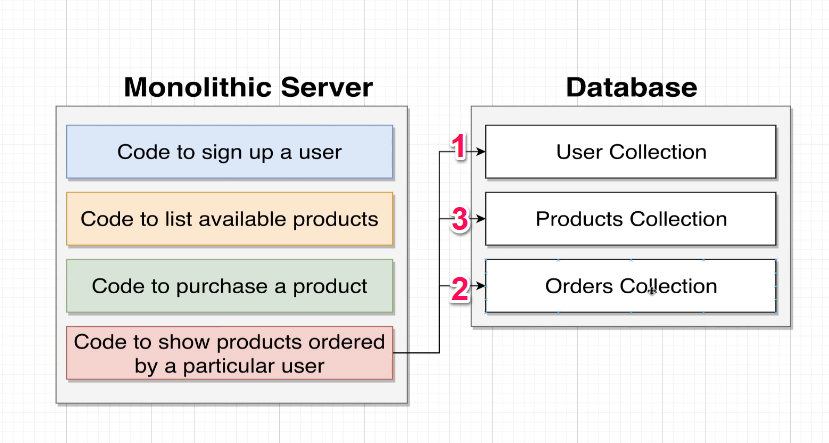 Monolithic Server
Database
Code to sign up a user
1
User Collection
Code to list available products
3
Products Collection
Code to purchase a product
2
Orders Collection
Code to show products ordered
by a particular user